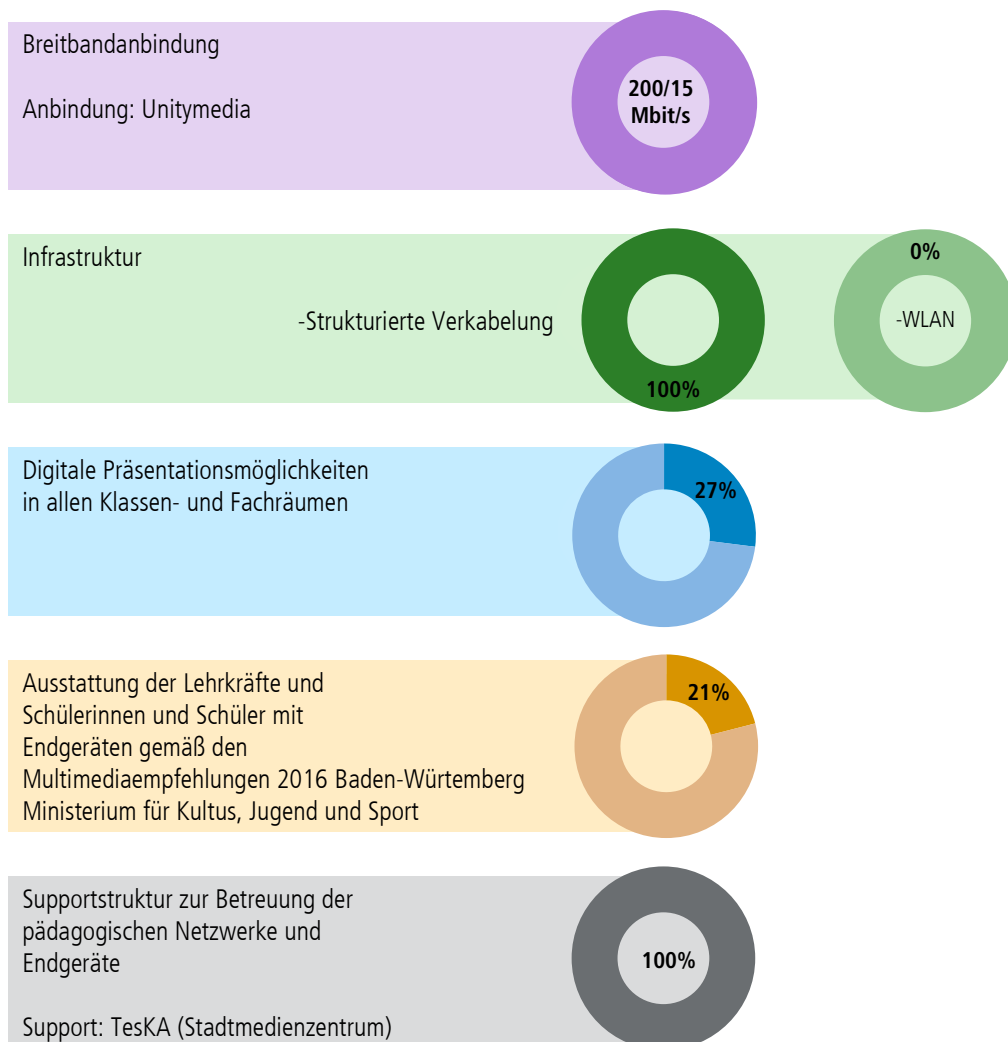 Breitbandanbindung
Anbindung: Unitymedia
200/15
Mbit/s
Infrastruktur
-Strukturierte Verkabelung
100%
0%
-WLAN
Digitale Präsentationsmöglichkeiten
in allen Klassen- und Fachräumen
27%
Ausstattung der Lehrkräfte und
Schülerinnen und Schüler mit
Endgeräten gemäß den
Multimediaempfehlungen 2016 Baden-Würtemberg
Ministerium für Kultus, Jugend und Sport
21%
Supportstruktur zur Betreuung der
pädagogischen Netzwerke und
Endgeräte
Support: TesKA (Stadtmedienzentrum)
100%